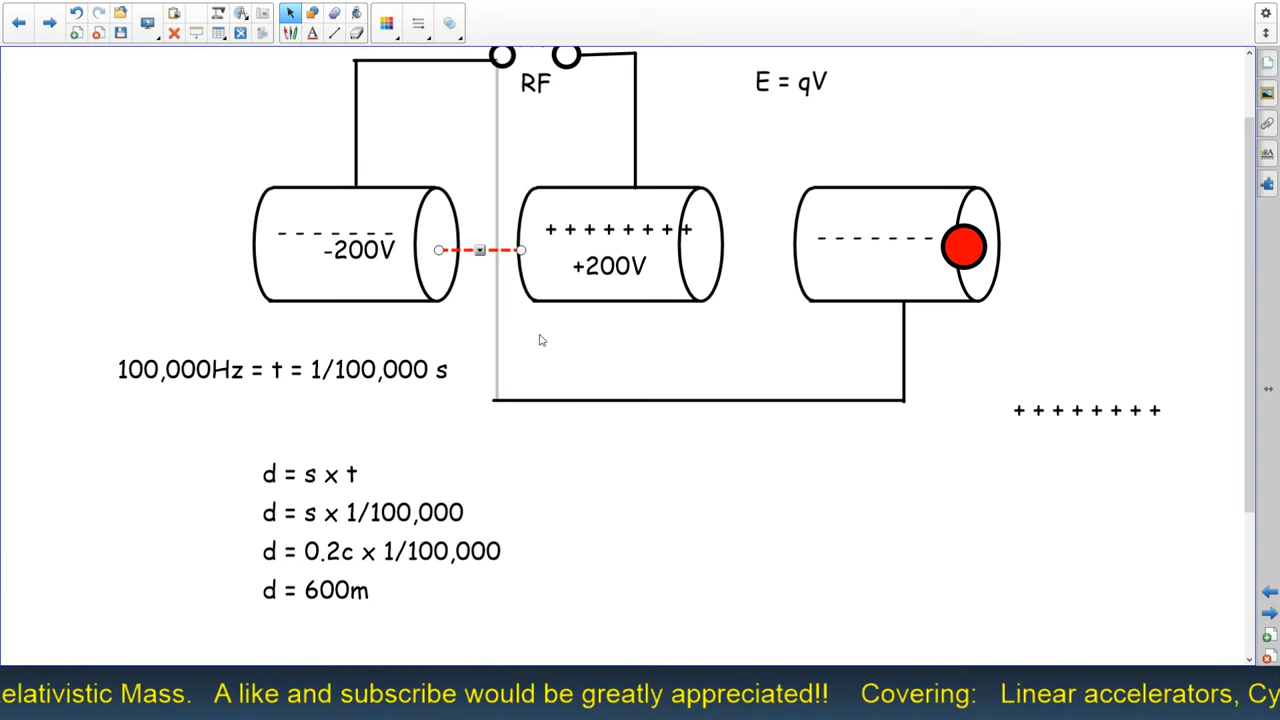 RF
E = qV
- - - - - - -
-200V
+ + + + + + + +
+200V
- - - - - - -
100,000Hz = t = 1/100,000 s
+ + + + + + + +
d = s x t
d = s x 1/100,000
d = 0.2c x 1/100,000
d = 600m
elativistic Mass. A like and subscribe would be greatly appreciated!! Covering: Linear accelerators, Cy